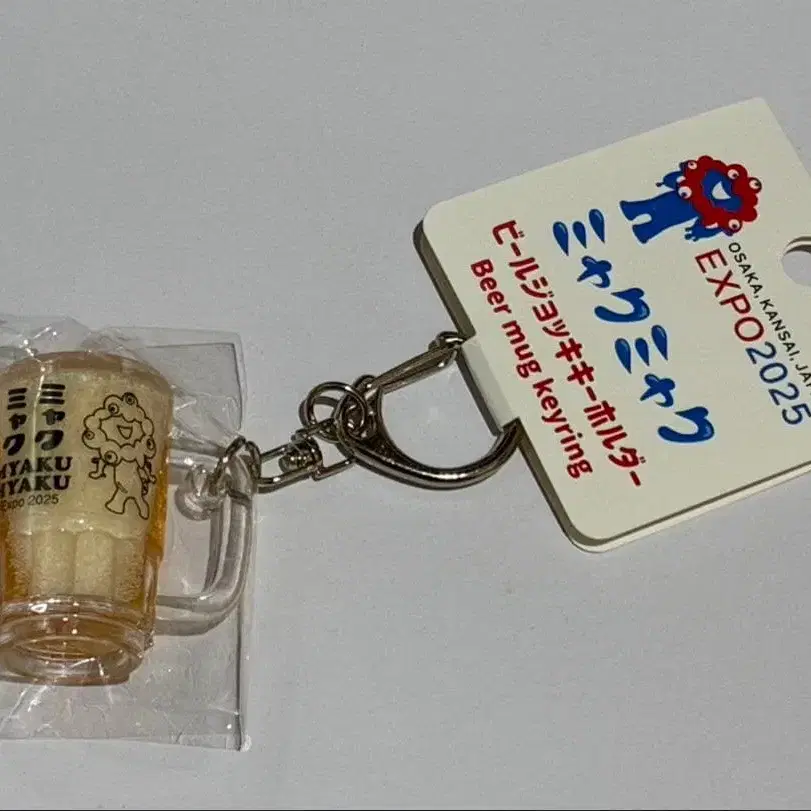 OSAKA, KANSAI, JA
EXPO2025
ミャクミャク
ビールジョッキキーホルダー
Beer mug keyring
ミャク
ミャク
MYAKU
MYAKU
Expo 2025